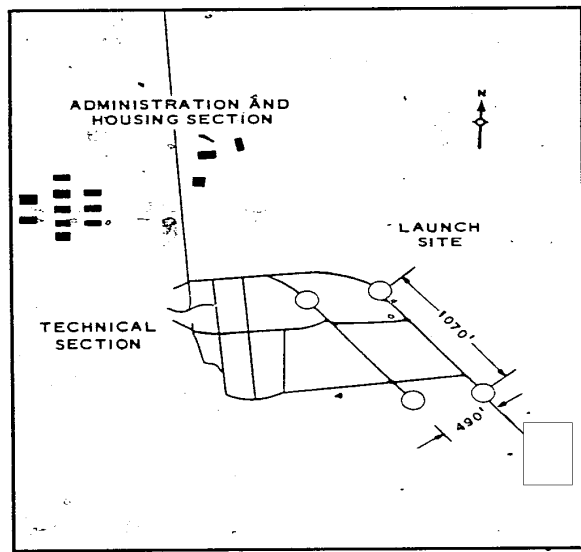 N
ADMINISTRATION AND
HOUSING SECTION
LAUNCH
SITE
1070'
TECHNICAL
SECTION
490'